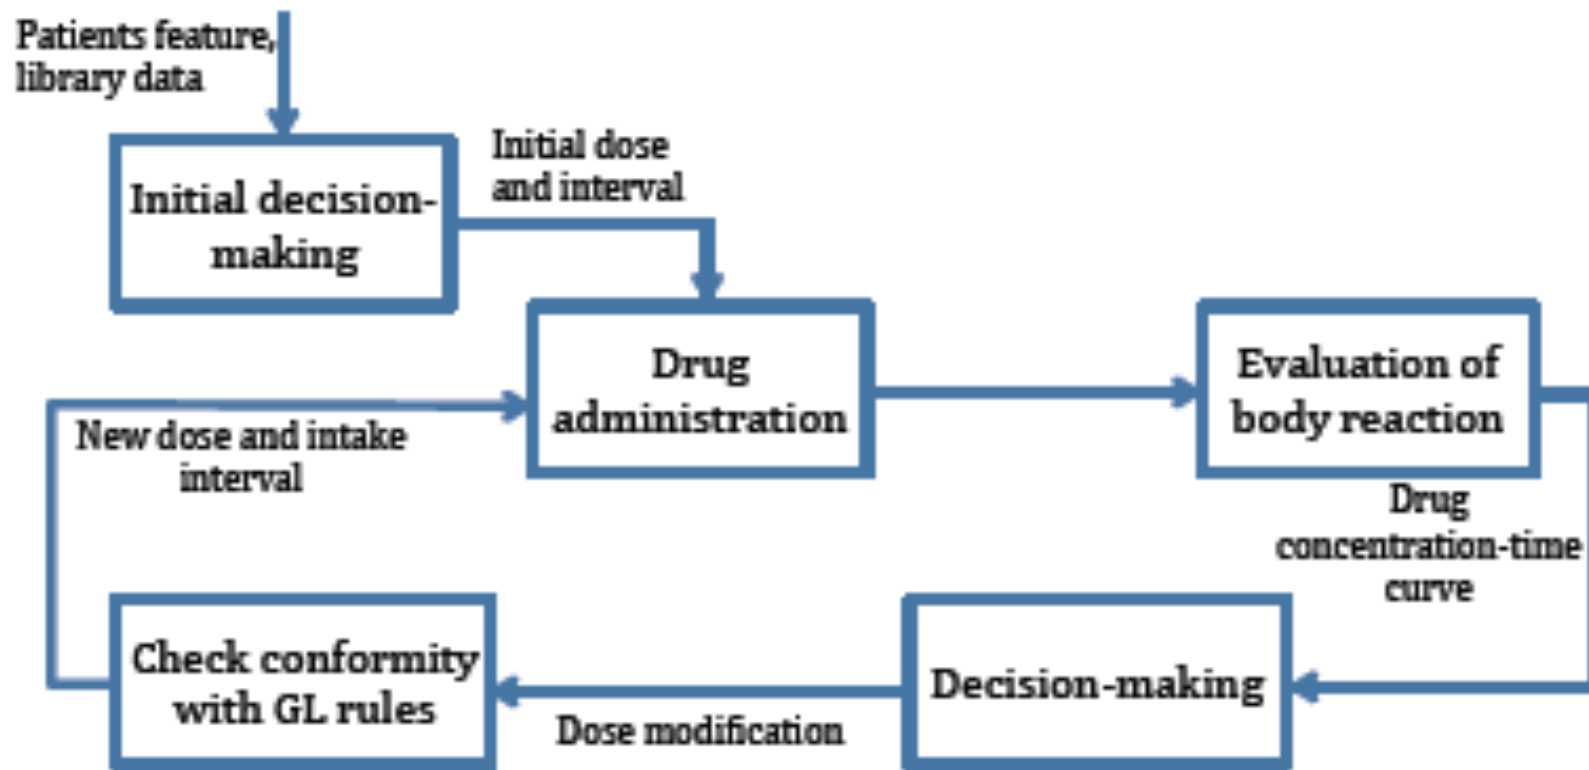 Patients feature,
library data
Initial decision-
making
Initial dose
and interval
Drug
administration
Evaluation of
body reaction
New dose and intake
interval
Drug
concentration-time
curve
Check conformity
with GL rules
Dose modification
Decision-making